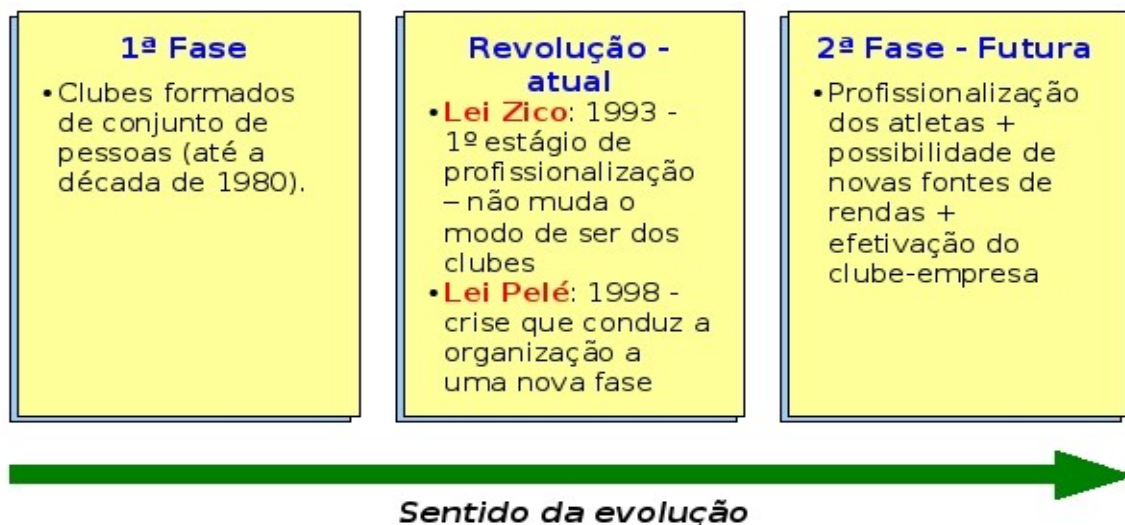 1ª Fase
• Clubes formados
de conjunto de
pessoas (até a
década de 1980).
Revolução -
atual
• Lei Zico: 1993 -
1º estágio de
profissionalização
– não muda o
modo de ser dos
clubes
• Lei Pelé: 1998 -
crise que conduz a
organização a
uma nova fase
2ª Fase - Futura
• Profissionalização
dos atletas +
possibilidade de
novas fontes de
rendas +
efetivação do
clube-empresa
Sentido da evolução